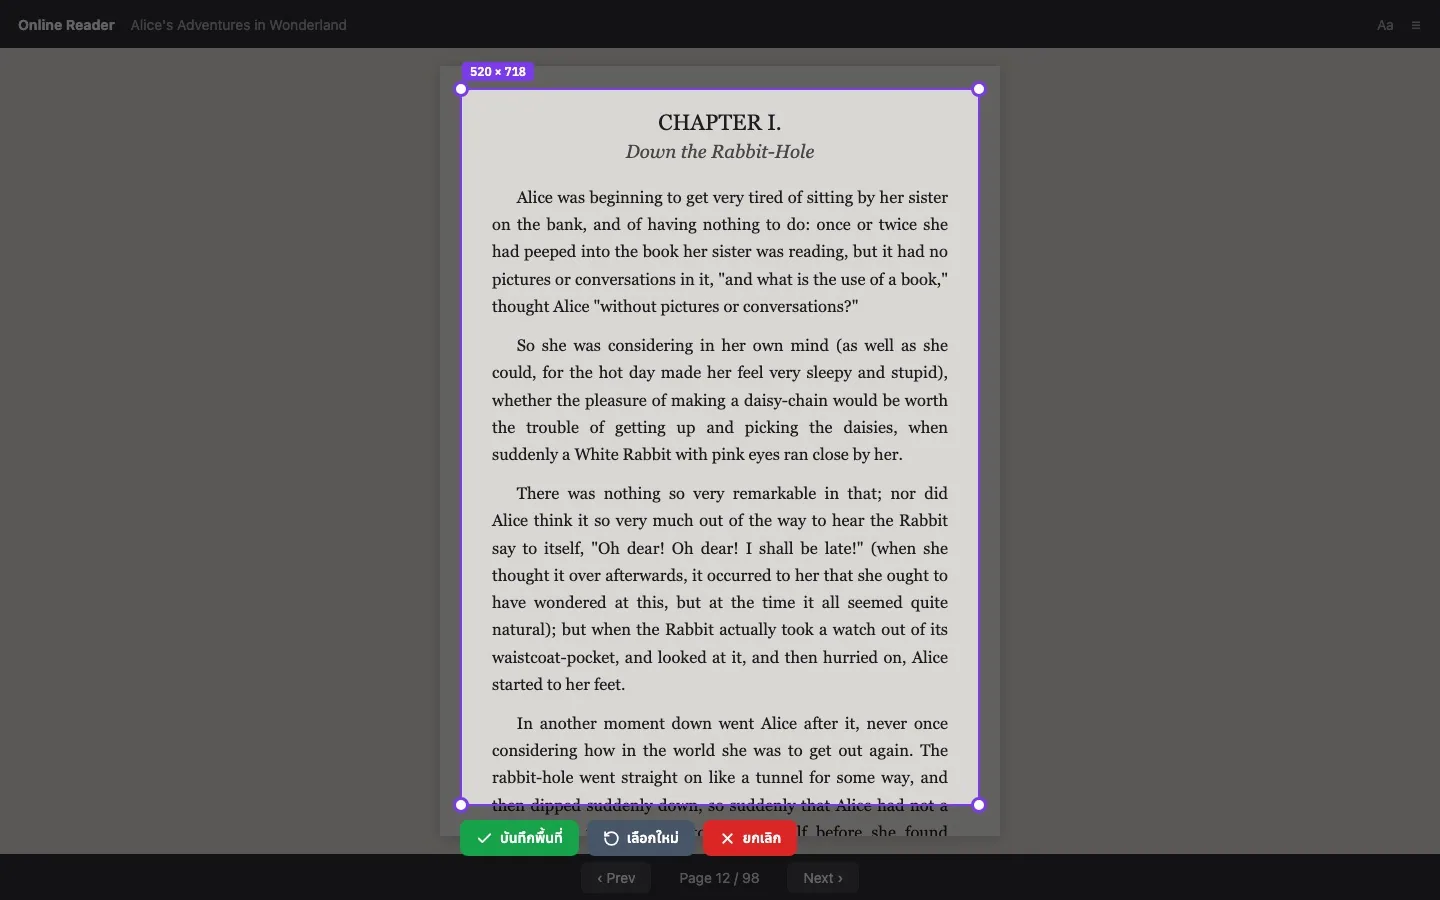 Online Reader Alice's Adventures in Wonderland Aa ≡
520 × 718
CHAPTER I.
Down the Rabbit-Hole
Alice was beginning to get very tired of sitting by her sister
on the bank, and of having nothing to do: once or twice she
had peeped into the book her sister was reading, but it had no
pictures or conversations in it, "and what is the use of a book,"
thought Alice "without pictures or conversations?"
So she was considering in her own mind (as well as she
could, for the hot day made her feel very sleepy and stupid),
whether the pleasure of making a daisy-chain would be worth
the trouble of getting up and picking the daisies, when
suddenly a White Rabbit with pink eyes ran close by her.
There was nothing so very remarkable in that; nor did
Alice think it so very much out of the way to hear the Rabbit
say to itself, "Oh dear! Oh dear! I shall be late!" (when she
thought it over afterwards, it occurred to her that she ought to
have wondered at this, but at the time it all seemed quite
natural); but when the Rabbit actually took a watch out of its
waistcoat-pocket, and looked at it, and then hurried on, Alice
started to her feet.
In another moment down went Alice after it, never once
considering how in the world she was to get out again. The
rabbit-hole went straight on like a tunnel for some way, and
then dipped suddenly down, so suddenly that Alice had not a
before she found
บันทึกพื้นที่ เลือกใหม่ ยกเลิก
‹ Prev Page 12 / 98 Next ›